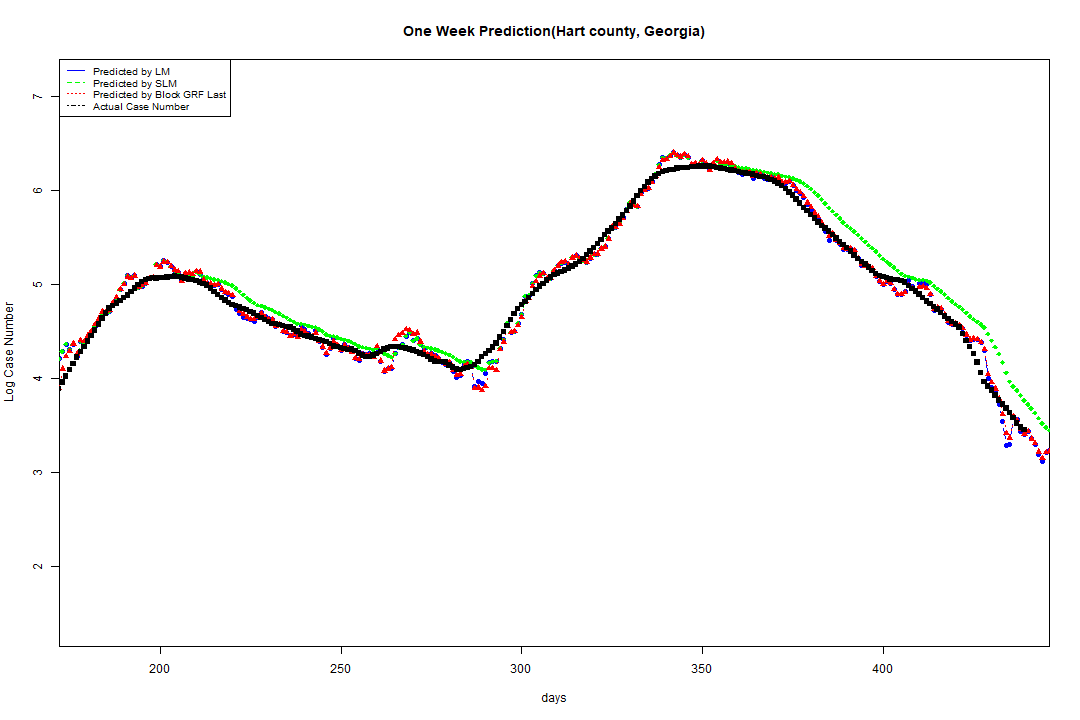 One Week Prediction(Hart county, Georgia)
Predicted by LM
Predicted by SLM
Predicted by Block GRF Last
Actual Case Number
7
6
5
4
3
2
Log Case Number
200 250 300 350 400
days